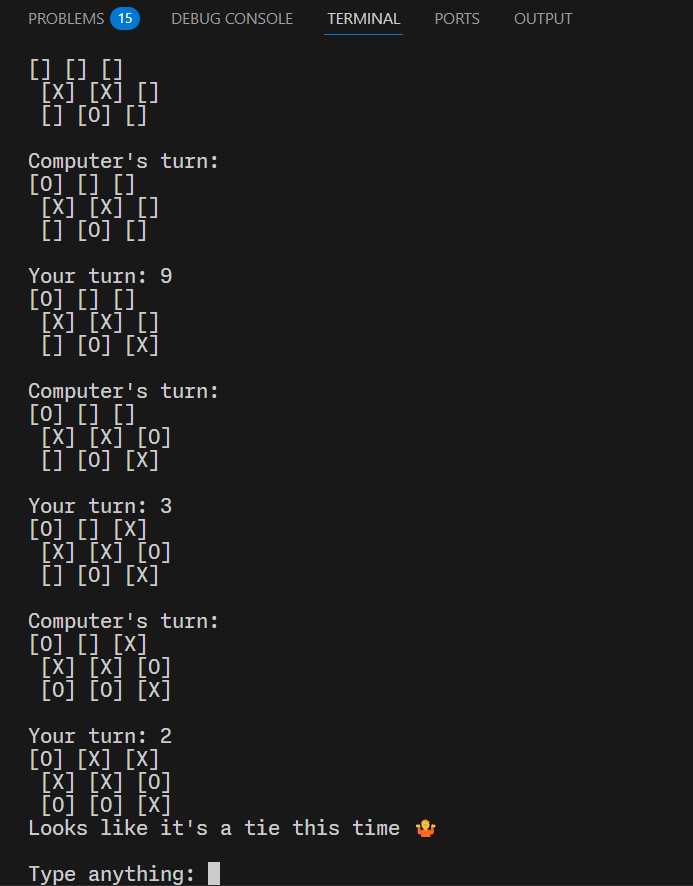 PROBLEMS 15 DEBUG CONSOLE TERMINAL PORTS OUTPUT
[] [] []
[X] [X] []
[] [O] []
Computer's turn:
[O] [] []
[X] [X] []
[] [O] []
Your turn: 9
[O] [] []
[X] [X] []
[] [O] [X]
Computer's turn:
[O] [] []
[X] [X] [O]
[] [O] [X]
Your turn: 3
[O] [] [X]
[X] [X] [O]
[] [O] [X]
Computer's turn:
[O] [] [X]
[X] [X] [O]
[O] [O] [X]
Your turn: 2
[O] [X] [X]
[X] [X] [O]
[O] [O] [X]
Looks like it's a tie this time 🤷
Type anything: